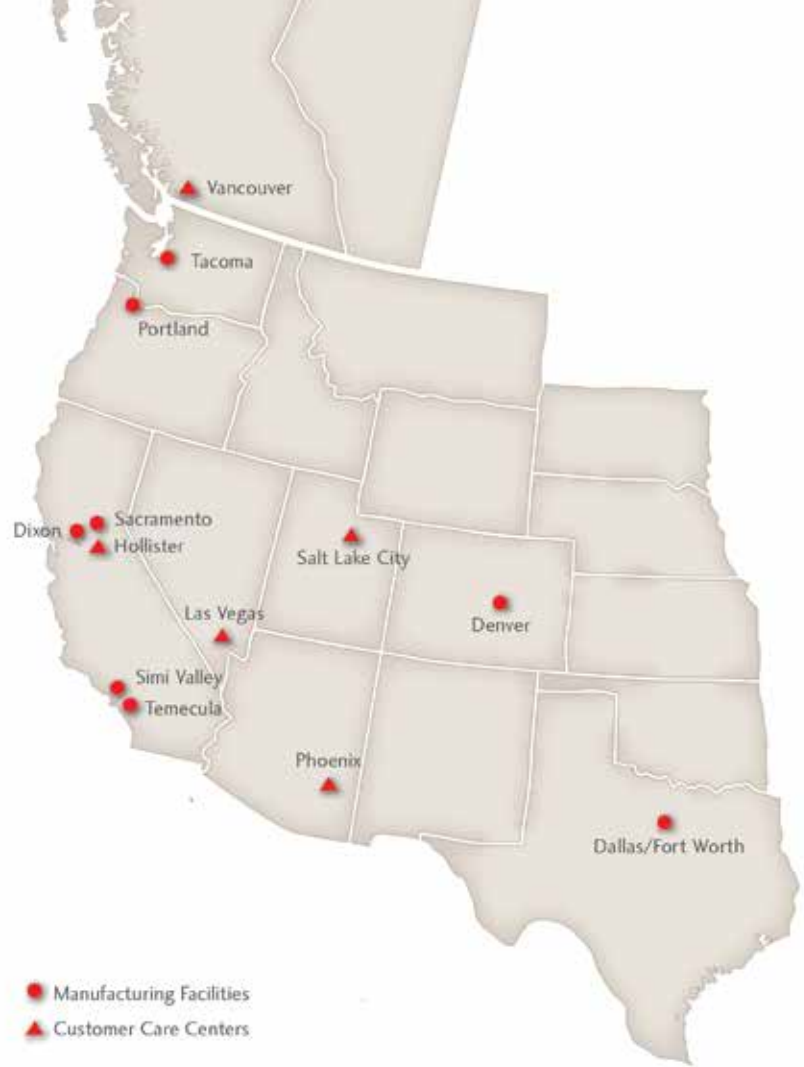 Vancouver
Tacoma
Portland
Sacramento
Dixon
Hollister
Salt Lake City
Las Vegas
Denver
Simi Valley
Temecula
Phoenix
Dallas/Fort Worth
Manufacturing Facilities
Customer Care Centers